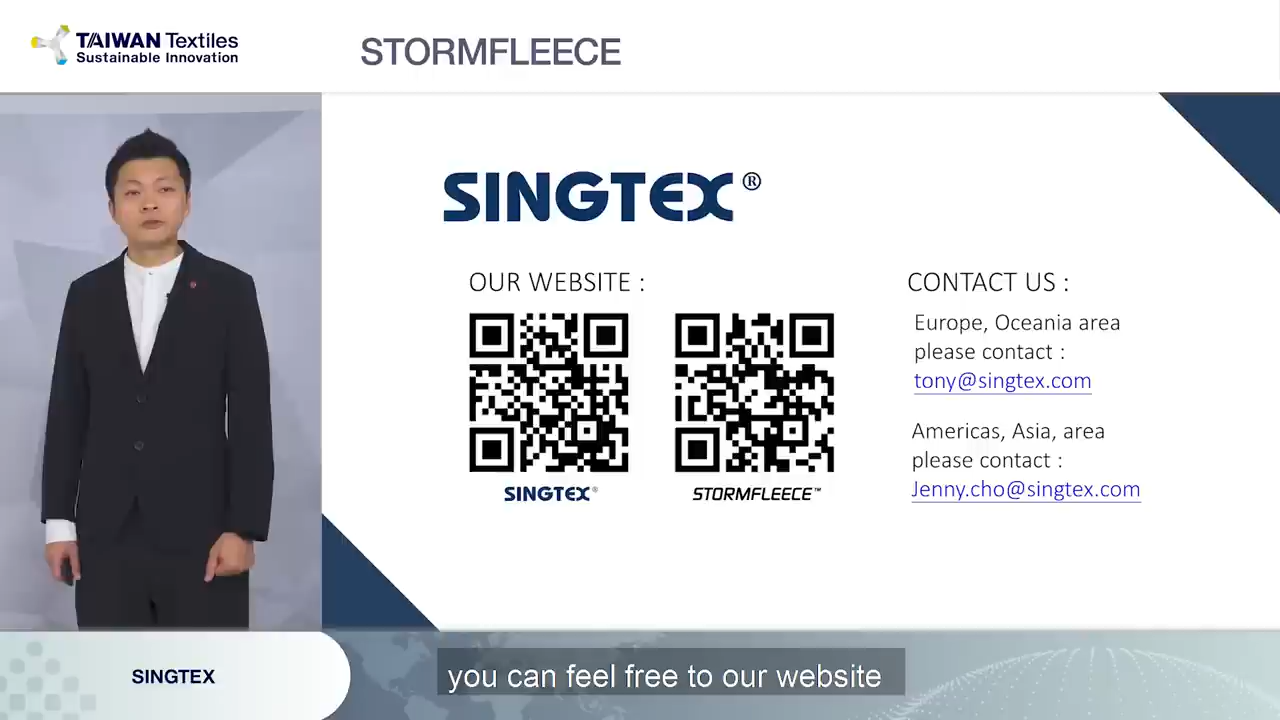 TAIWAN Textiles
Sustainable Innovation
STORMFLEECE
SINGTEX®
OUR WEBSITE :
SINGTEX®
STORMFLEECE™
CONTACT US :
Europe, Oceania area
please contact :
tony@singtex.com
Americas, Asia, area
please contact :
Jenny.cho@singtex.com
SINGTEX
you can feel free to our website